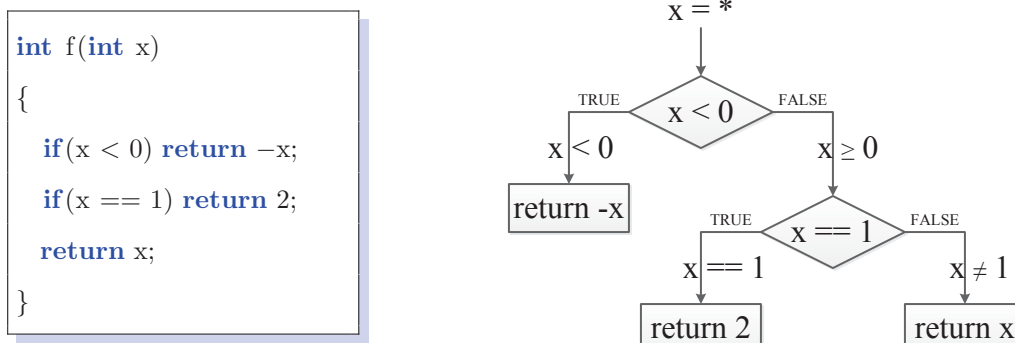 int f(int x)
{
if(x < 0) return −x;
if(x == 1) return 2;
return x;
}
x = *
TRUE
x < 0
FALSE
x < 0
x ≥ 0
return -x
TRUE
x == 1
FALSE
x == 1
x ≠ 1
return 2
return x